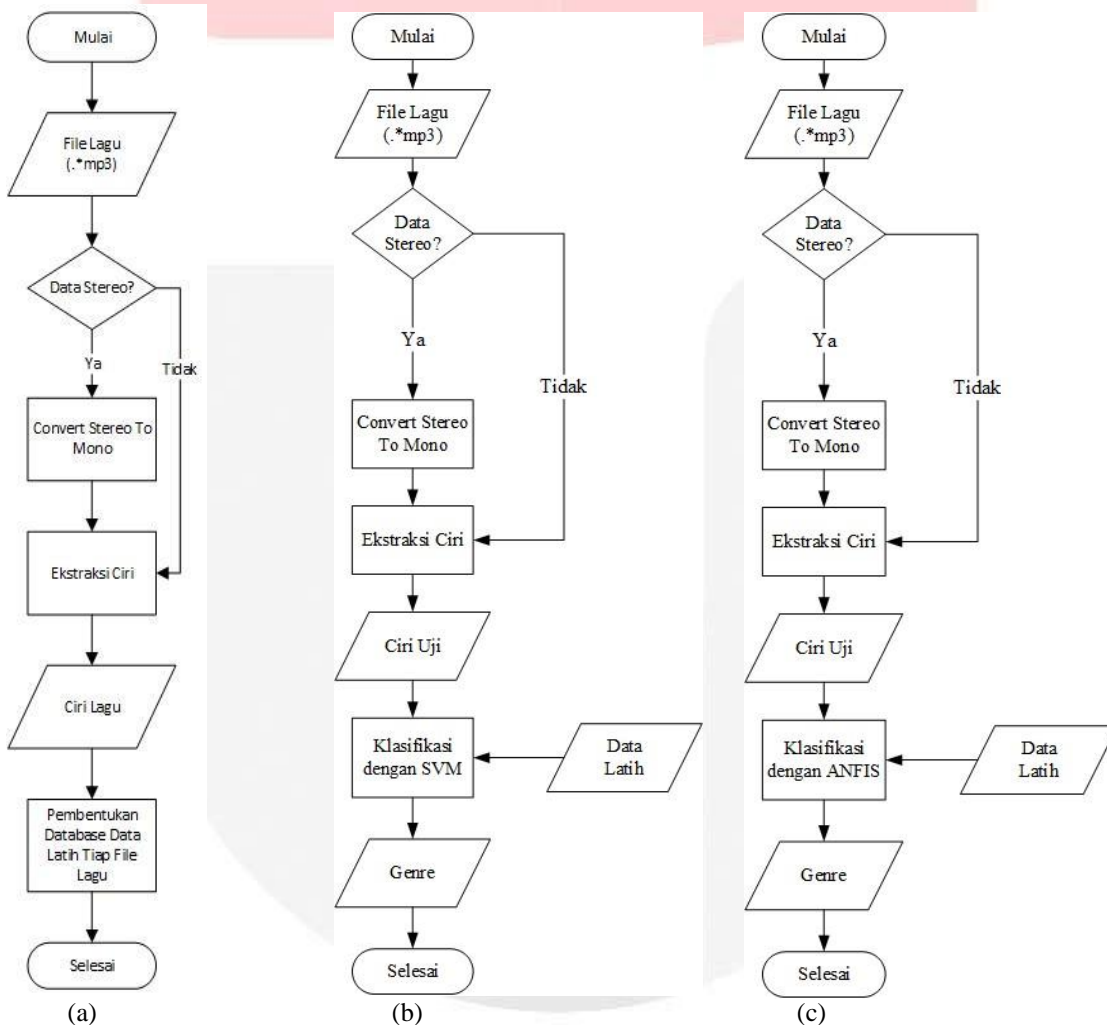 Mulai
File Lagu
(.*mp3)
Data Stereo?
Ya
Tidak
Convert Stereo To
Mono
Ekstraksi Ciri
Ciri Lagu
Pembentukan
Database Data
Latih Tiap File
Lagu
Selesai
(a)
Mulai
File Lagu
(.*mp3)
Data
Stereo?
Ya
Tidak
Convert Stereo
To Mono
Ekstraksi Ciri
Ciri Uji
Klasifikasi
dengan SVM
Data
Latih
Genre
Selesai
(b)
Mulai
File Lagu
(.*mp3)
Data
Stereo?
Ya
Tidak
Convert Stereo
To Mono
Ekstraksi Ciri
Ciri Uji
Klasifikasi
dengan ANFIS
Data
Latih
Genre
Selesai
(c)